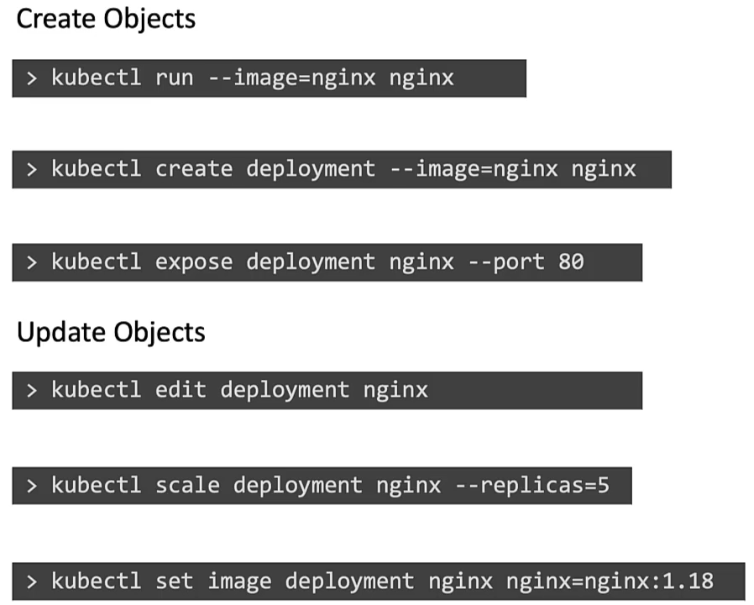 Create Objects
> kubectl run --image=nginx nginx
> kubectl create deployment --image=nginx nginx
> kubectl expose deployment nginx --port 80
Update Objects
> kubectl edit deployment nginx
> kubectl scale deployment nginx --replicas=5
> kubectl set image deployment nginx nginx=nginx:1.18